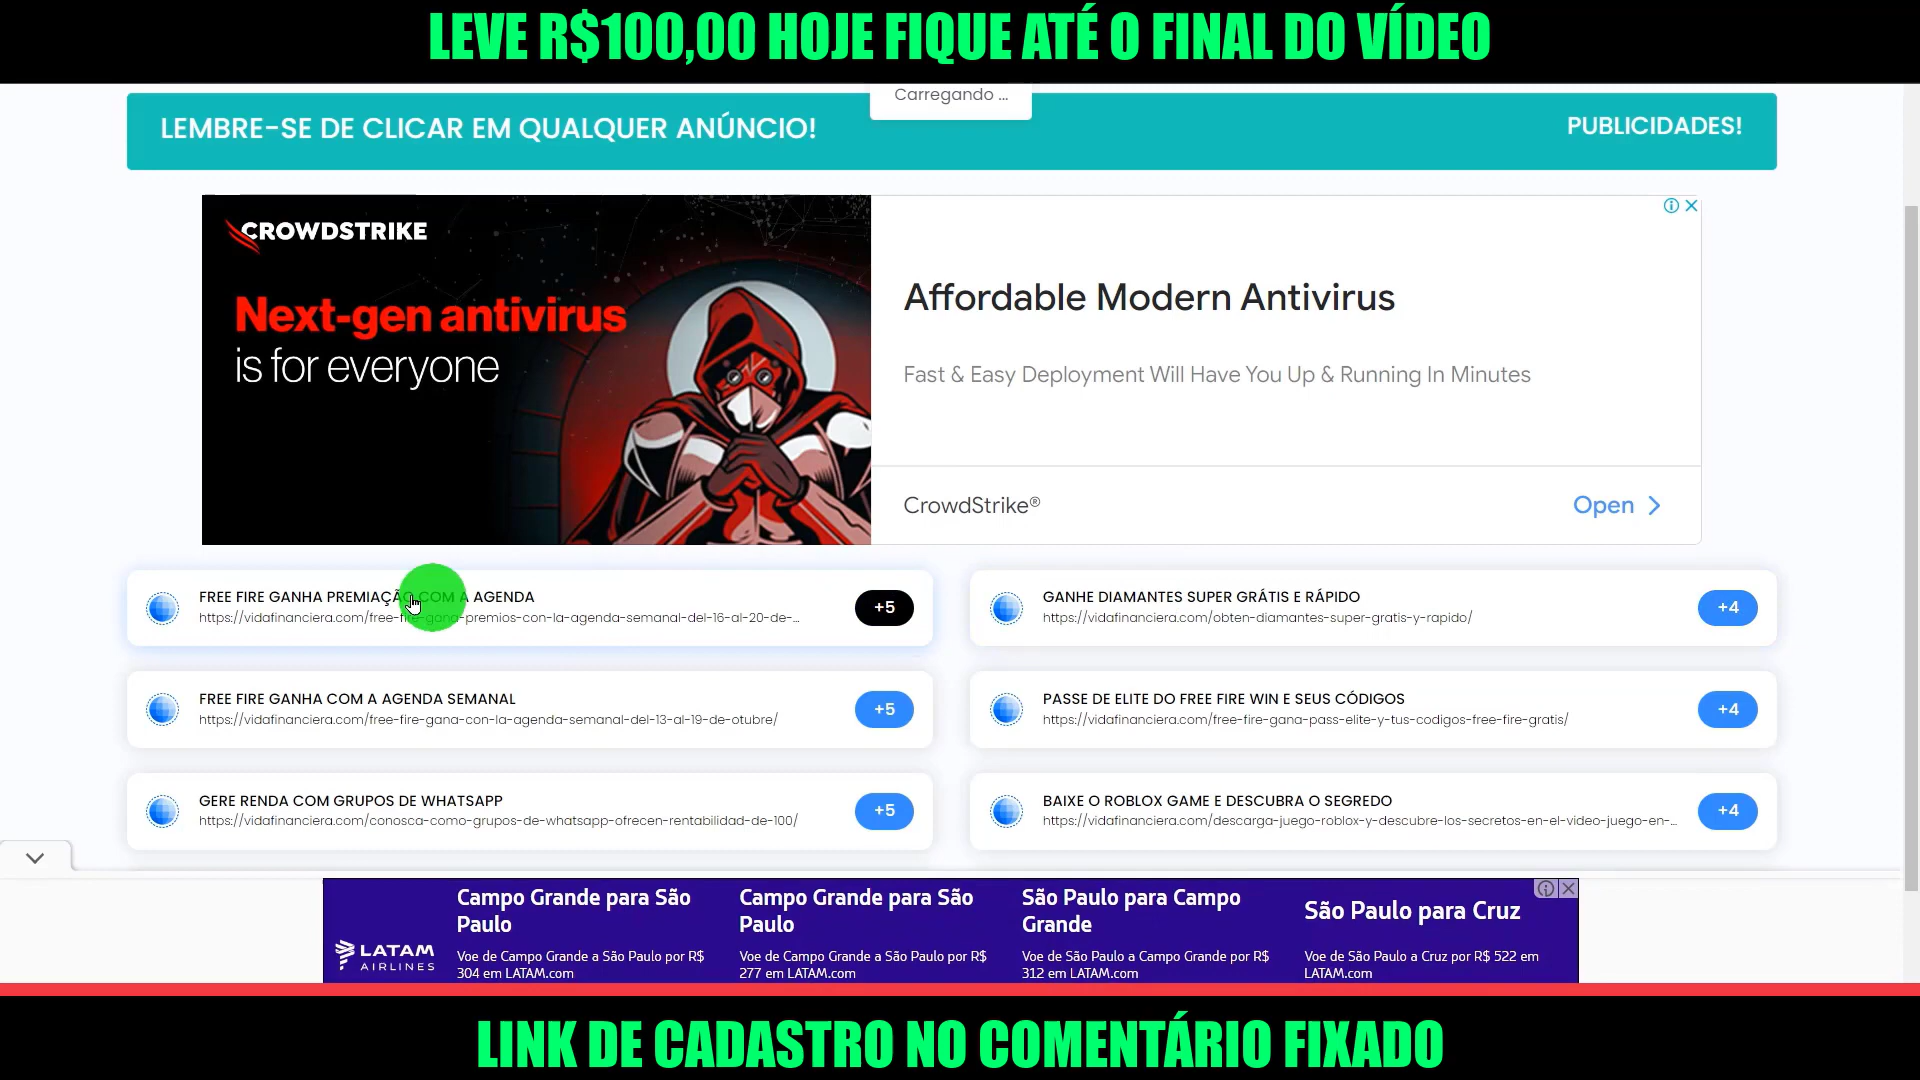 LEVE R$100,00 HOJE FIQUE ATÉ O FINAL DO VÍDEO
Carregando ...
LEMBRE-SE DE CLICAR EM QUALQUER ANÚNCIO!
PUBLICIDADES!
CROWDSTRIKE
Next-gen antivirus
is for everyone
Affordable Modern Antivirus
Fast & Easy Deployment Will Have You Up & Running In Minutes
CrowdStrike®
Open
FREE FIRE GANHA PREMIAÇÃO COM A AGENDA
https://vidafinanciera.com/free-fire-gana-premios-con-la-agenda-semanal-del-16-al-20-de-...
+5
GANHE DIAMANTES SUPER GRÁTIS E RÁPIDO
https://vidafinanciera.com/obten-diamantes-super-gratis-y-rapido/
+4
FREE FIRE GANHA COM A AGENDA SEMANAL
https://vidafinanciera.com/free-fire-gana-con-la-agenda-semanal-del-13-al-19-de-otubre/
+5
PASSE DE ELITE DO FREE FIRE WIN E SEUS CÓDIGOS
https://vidafinanciera.com/free-fire-gana-pass-elite-y-tus-codigos-free-fire-gratis/
+4
GERE RENDA COM GRUPOS DE WHATSAPP
https://vidafinanciera.com/conosca-como-grupos-de-whatsapp-ofrecen-rentabilidad-de-100/
+5
BAIXE O ROBLOX GAME E DESCUBRA O SEGREDO
https://vidafinanciera.com/descarga-juego-roblox-y-descubre-los-secretos-en-el-video-juego-en-...
+4
LATAM
AIRLINES
Campo Grande para São
Paulo
Voe de Campo Grande a São Paulo por R$
304 em LATAM.com
Campo Grande para São
Paulo
Voe de Campo Grande a São Paulo por R$
277 em LATAM.com
São Paulo para Campo
Grande
Voe de São Paulo a Campo Grande por R$
312 em LATAM.com
São Paulo para Cruz
Voe de São Paulo a Cruz por R$ 522 em
LATAM.com
LINK DE CADASTRO NO COMENTÁRIO FIXADO